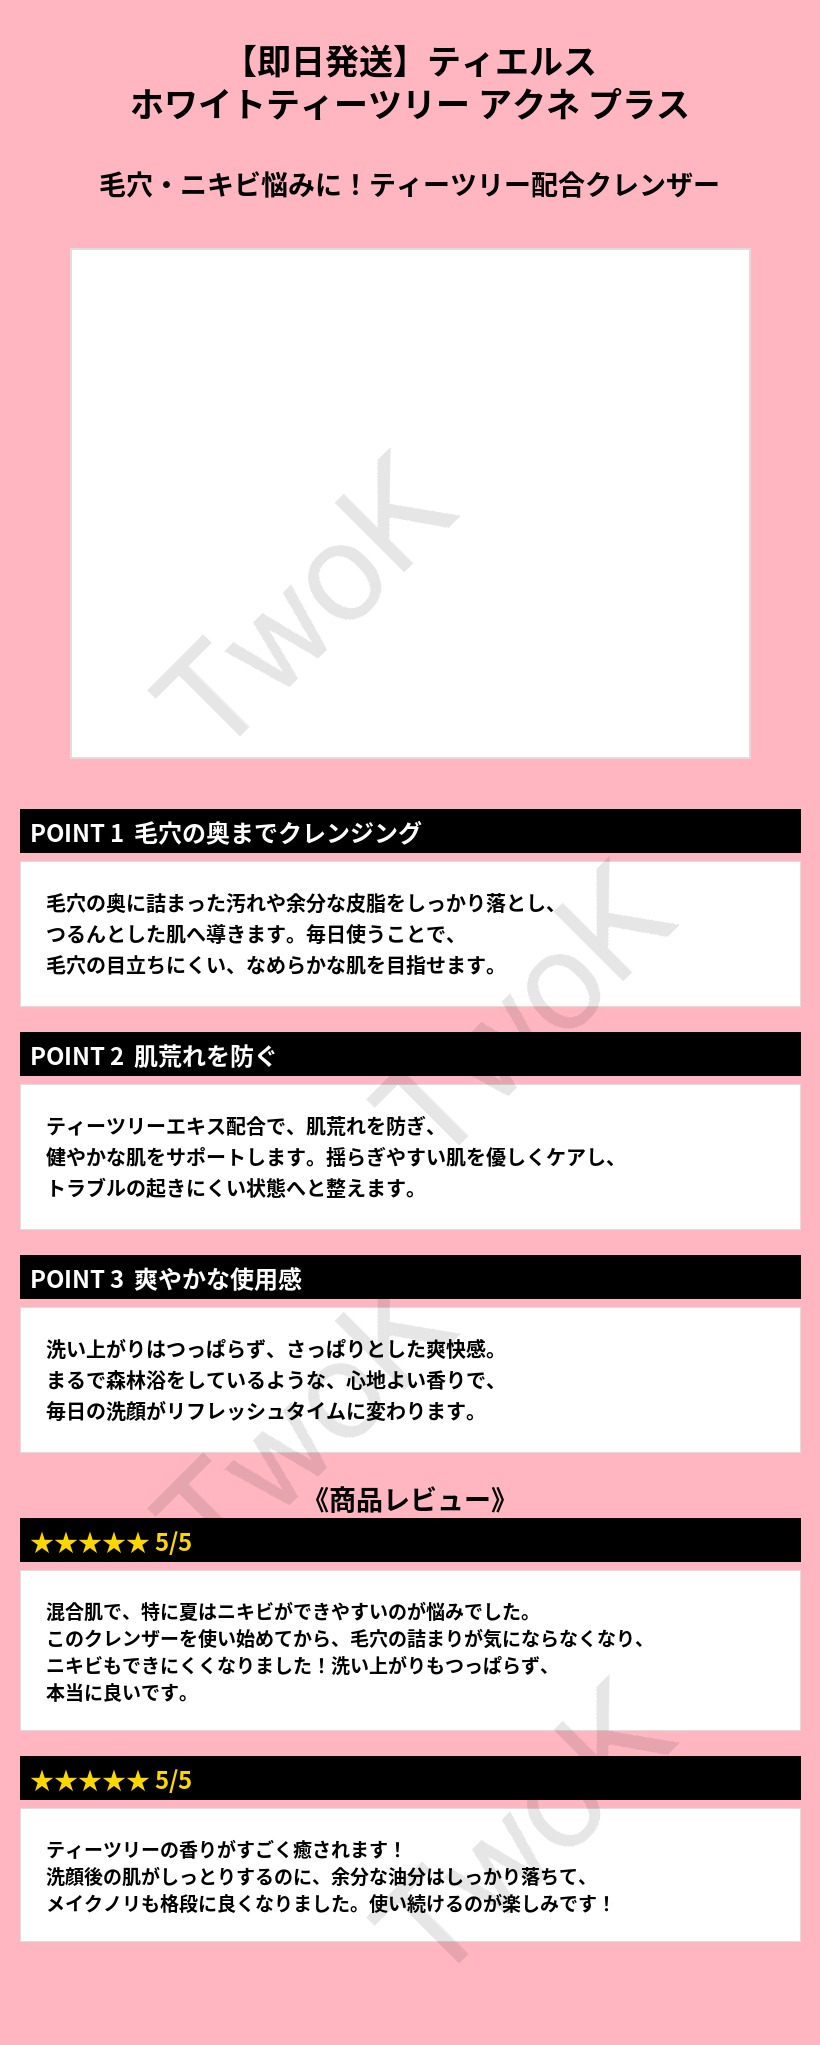 【即日発送】ティエルス
ホワイトティーツリー アクネ プラス
毛穴・ニキビ悩みに！ティーツリー配合クレンザー
TwoK
POINT 1 毛穴の奥までクレンジング
毛穴の奥に詰まった汚れや余分な皮脂をしっかり落とし、
つるんとした肌へ導きます。毎日使うことで、
毛穴の目立ちにくい、なめらかな肌を目指せます。
TwoK
POINT 2 肌荒れを防ぐ
ティーツリーエキス配合で、肌荒れを防ぎ、
健やかな肌をサポートします。揺らぎやすい肌を優しくケアし、
トラブルの起きにくい状態へと整えます。
POINT 3 爽やかな使用感
洗い上がりはつっぱらず、さっぱりとした爽快感。
まるで森林浴をしているような、心地よい香りで、
毎日の洗顔がリフレッシュタイムに変わります。
TwoK
《商品レビュー》
★★★★★ 5/5
混合肌で、特に夏はニキビができやすいのが悩みでした。
このクレンザーを使い始めてから、毛穴の詰まりが気にならなくなり、
ニキビもできにくくなりました！洗い上がりもつっぱらず、
本当に良いです。
★★★★★ 5/5
ティーツリーの香りがすごく癒されます！
洗顔後の肌がしっとりするのに、余分な油分はしっかり落ちて、
メイクノリも格段に良くなりました。使い続けるのが楽しみです！
TwoK